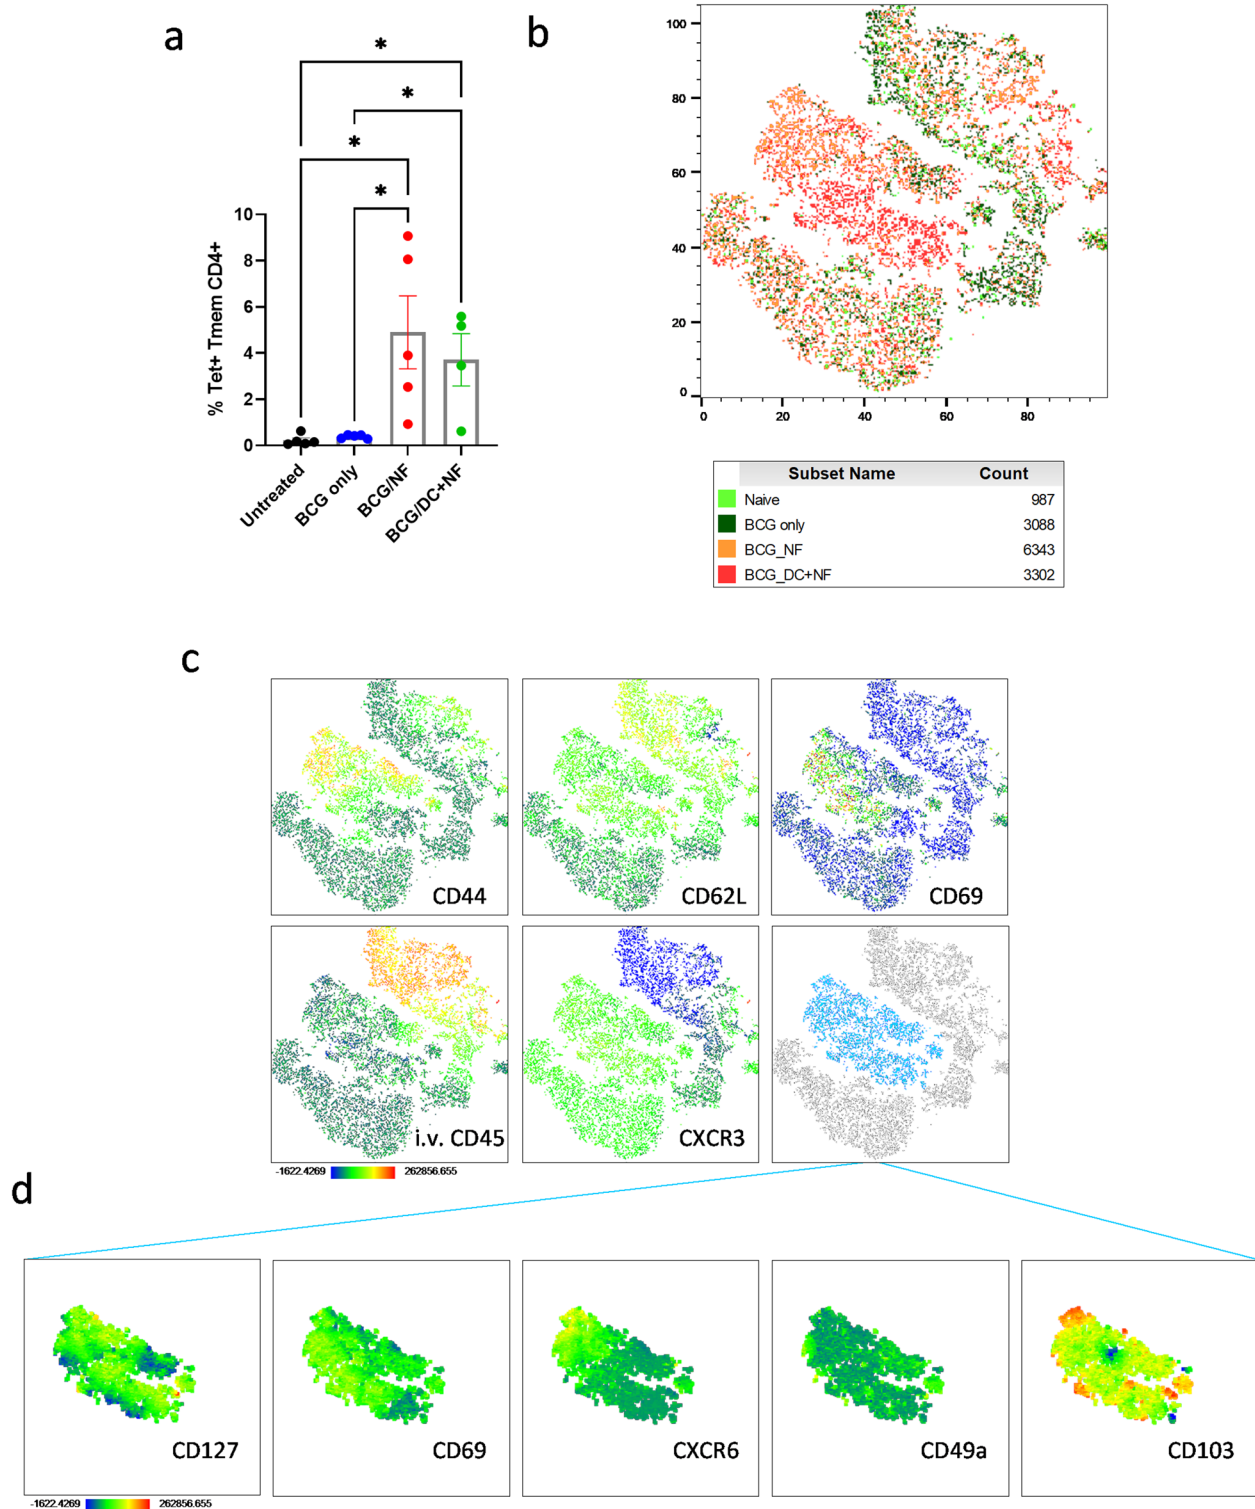 a
b
*
*
*
*
% Tet+ Tmem CD4+
10
8
6
4
2
0
Untreated
BCG only
BCG/NF
BCG/DC+NF
100
80
60
40
20
0
0 20 40 60 80
Subset Name Count
Naive 987
BCG only 3088
BCG_NF 6343
BCG_DC+NF 3302
c
CD44 CD62L CD69
i.v. CD45 CXCR3
-1622.4269 262856.655
d
CD127 CD69 CXCR6 CD49a CD103
-1622.4269 262856.655